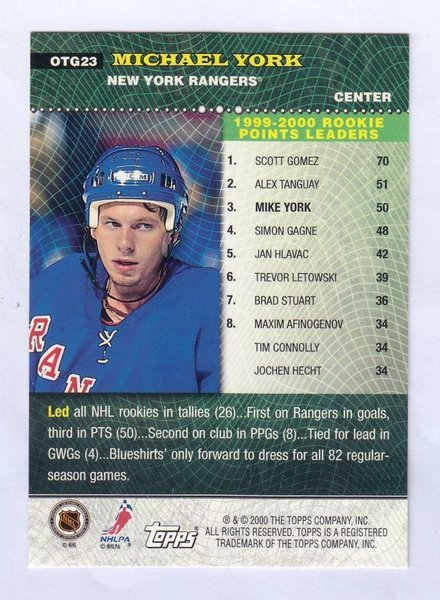 OTG23
MICHAEL YORK
NEW YORK RANGERS®
CENTER
1999-2000 ROOKIE
POINTS LEADERS
1. SCOTT GOMEZ 70
2. ALEX TANGUAY 51
3. MIKE YORK 50
4. SIMON GAGNE 48
5. JAN HLAVAC 42
6. TREVOR LETOWSKI 39
7. BRAD STUART 36
8. MAXIM AFINOGENOV 34
TIM CONNOLLY 34
JOCHEN HECHT 34
CCM
RAN
Led all NHL rookies in tallies (26)...First on Rangers in goals,
third in PTS (50)...Second on club in PPGs (8)...Tied for lead in
GWGs (4)...Blueshirts' only forward to dress for all 82 regular-
season games.
NHL
© NHL
NHLPA
© NHLPA
Topps
® & © 2000 THE TOPPS COMPANY, INC.
ALL RIGHTS RESERVED. TOPPS IS A REGISTERED
TRADEMARK OF THE TOPPS COMPANY, INC.